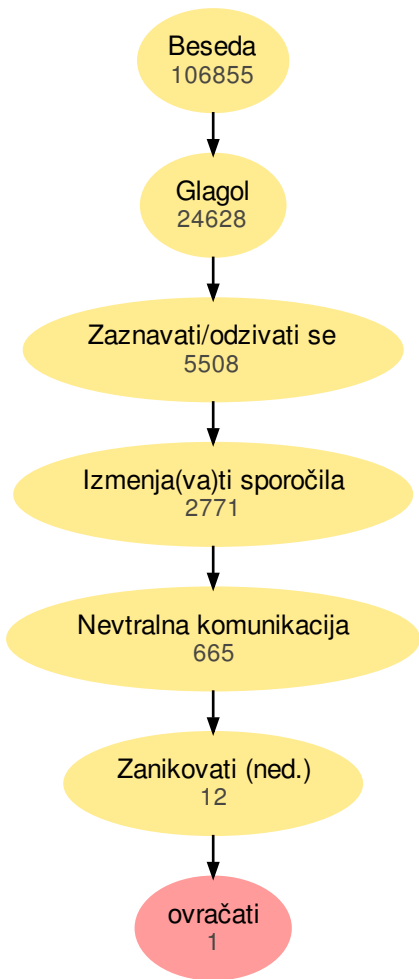 Beseda
106855
Glagol
24628
Zaznavati/odzivati se
5508
Izmenja(va)ti sporočila
2771
Nevtralna komunikacija
665
Zanikovati (ned.)
12
ovračati
1